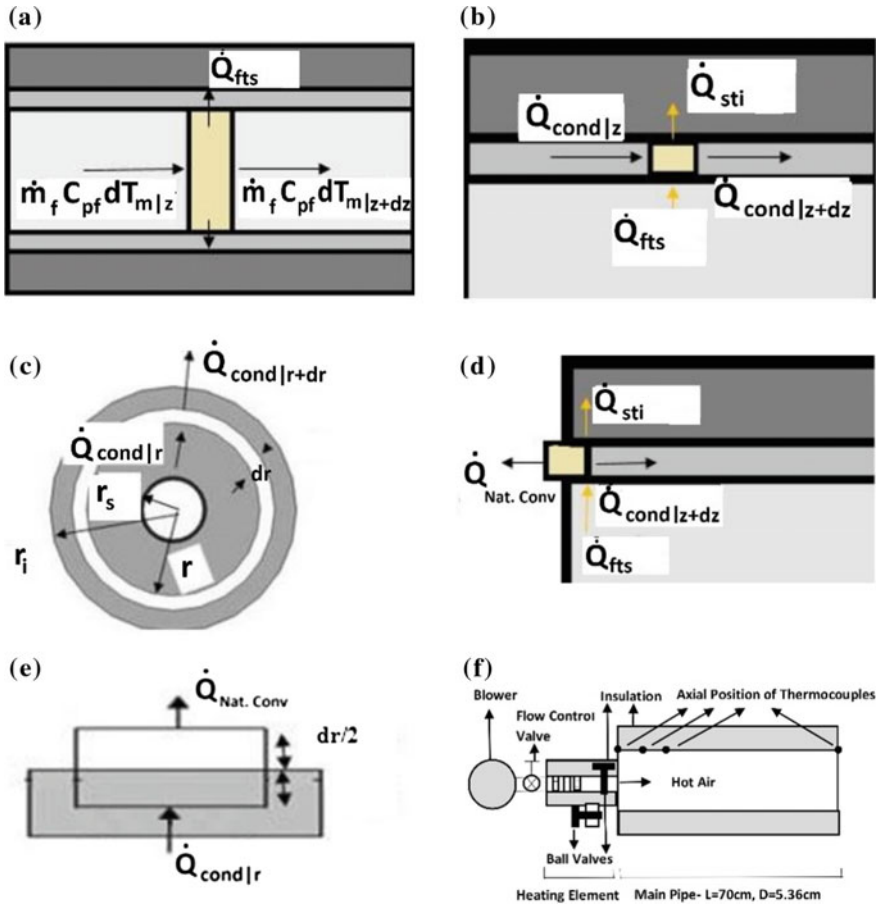 (a)
Q̇fts
ṁf Cpf dTm|z
ṁf Cpf dTm|z+dz
(b)
Q̇sti
Q̇cond|z
Q̇cond|z+dz
Q̇fts
(c)
Q̇cond|r+dr
Q̇cond|r
dr
rs
ri
r
(d)
Q̇sti
Q̇Nat. Conv
Q̇cond|z+dz
Q̇fts
(e)
Q̇Nat. Conv
dr/2
Q̇cond|r
(f)
Blower
Insulation
Axial Position of Thermocouples
Flow Control
Valve
Hot Air
Ball Valves
Heating Element
Main Pipe- L=70cm, D=5.36cm